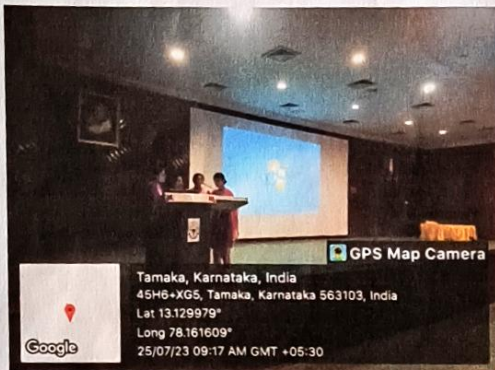 GPS Map Camera
Tamaka, Karnataka, India
45H6+XG5, Tamaka, Karnataka 563103, India
Lat 13.129979°
Long 78.161609°
25/07/23 09:17 AM GMT +05:30
Google